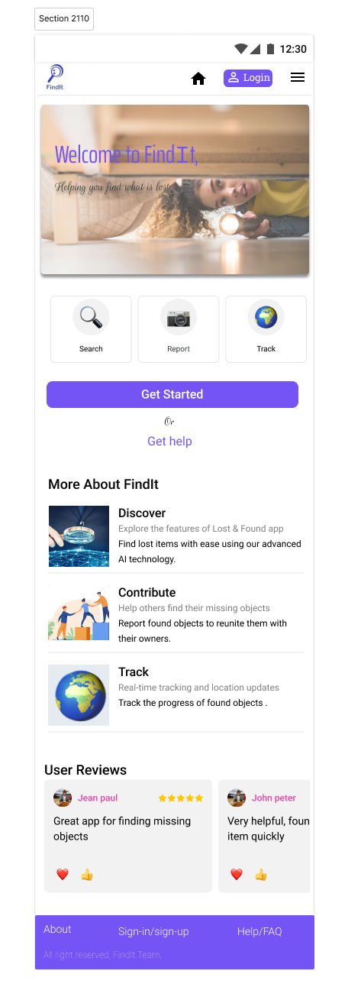 Section 2110
12:30
FindIt
Login
Welcome to FindIt,
Helping you find what is lost
Search
Report
Track
Get Started
Or
Get help
More About FindIt
Discover
Explore the features of Lost & Found app
Find lost items with ease using our advanced
AI technology.
Contribute
Help others find their missing objects
Report found objects to reunite them with
their owners.
Track
Real-time tracking and location updates
Track the progress of found objects .
User Reviews
Jean paul
Great app for finding missing
objects
John peter
Very helpful, foun
item quickly
About
Sign-in/sign-up
Help/FAQ
All right reserved, FindIt Team,